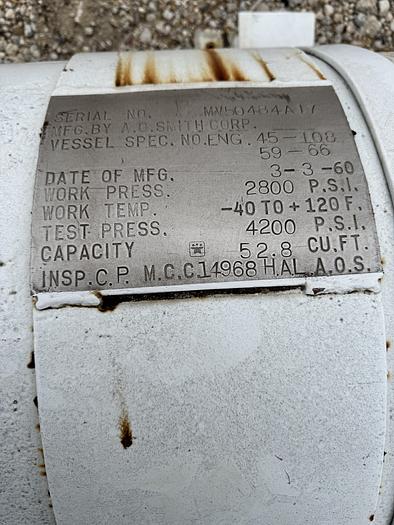 SERIAL NO. MV50484A17
MFG. BY A.O. SMITH CORP.
VESSEL SPEC. NO. ENG. 45-108
59-66
DATE OF MFG. 3-3-60
WORK PRESS. 2800 P.S.I.
WORK TEMP. -40 TO +120 F.
TEST PRESS. 4200 P.S.I.
CAPACITY 52.8 CU.FT.
INSP. C.P. M.C.C14968 H.AL A.O.S.